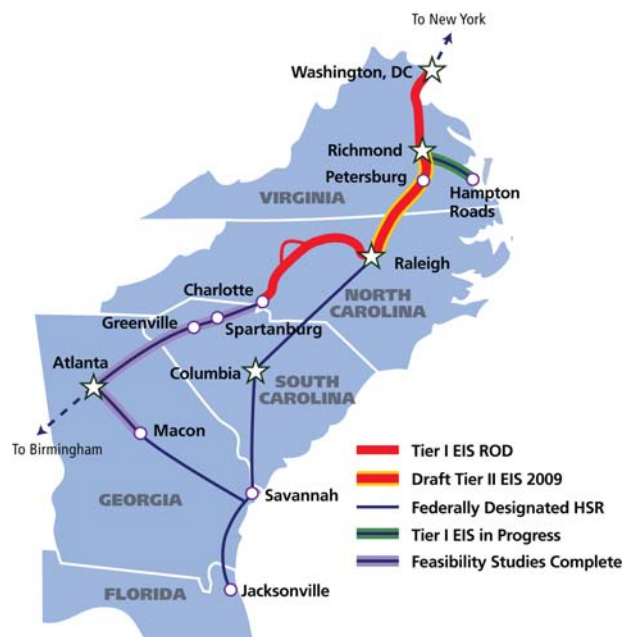 To New York
Washington, DC
Richmond
Petersburg
Hampton
Roads
VIRGINIA
Raleigh
Charlotte
NORTH
CAROLINA
Greenville
Spartanburg
Atlanta
Columbia
SOUTH
CAROLINA
Macon
To Birmingham
Savannah
GEORGIA
Jacksonville
FLORIDA
Tier I EIS ROD
Draft Tier II EIS 2009
Federally Designated HSR
Tier I EIS in Progress
Feasibility Studies Complete